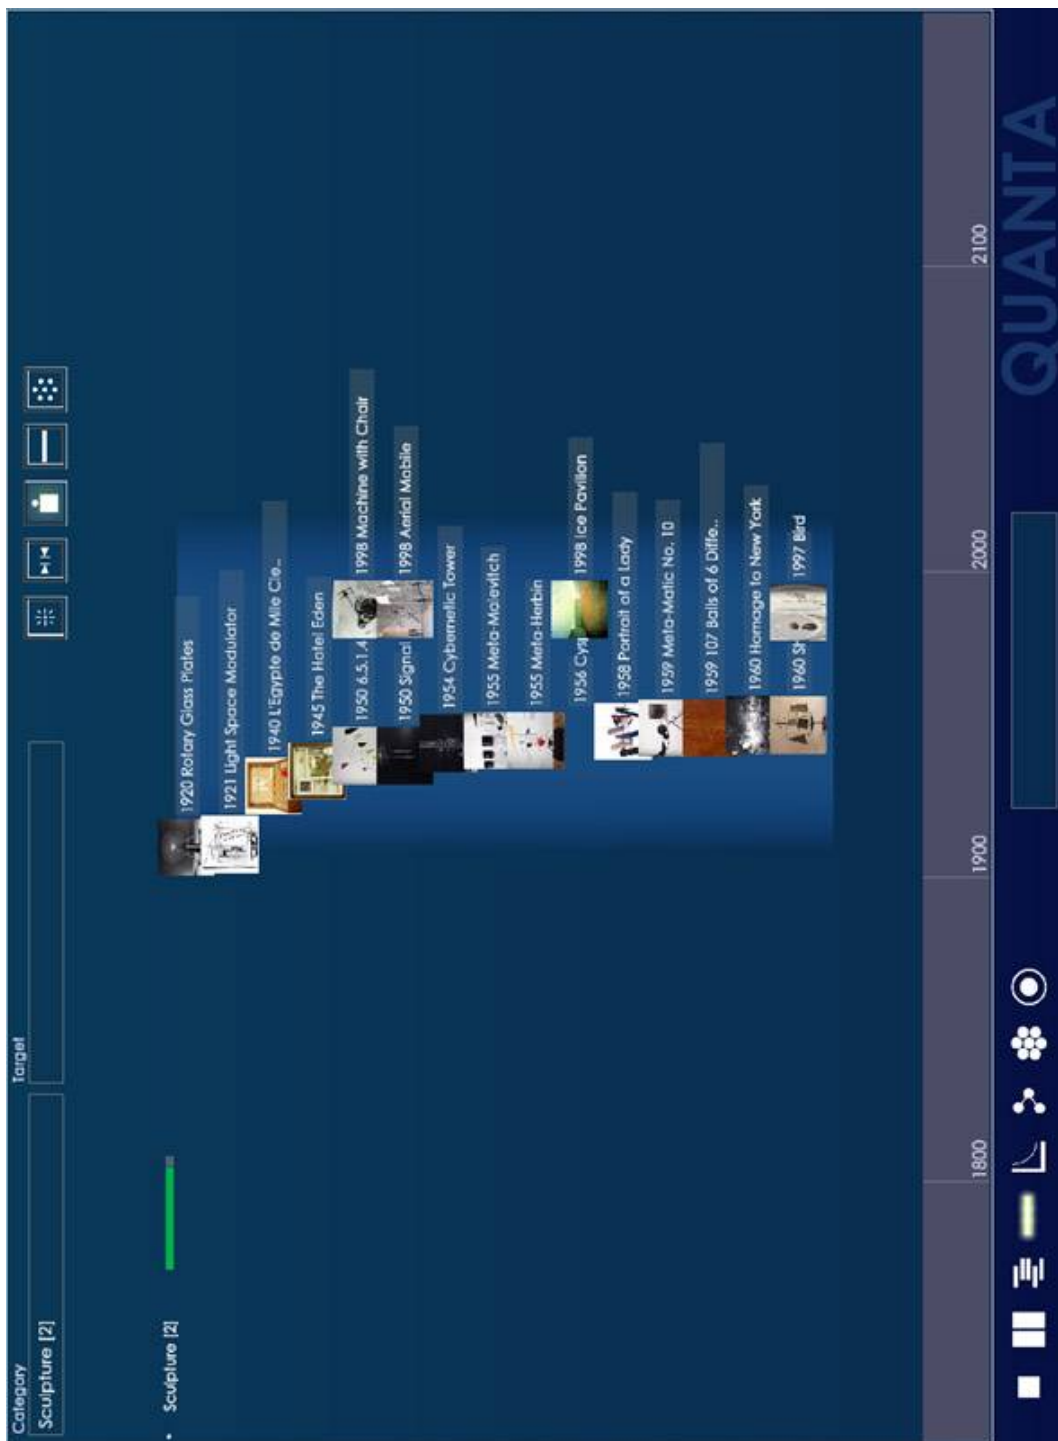 Category
Target
Sculpture [2]
Sculpture [2]
1920 Rotary Glass Plates
1921 Light Space Modulator
1940 L'Egypte de Mlle Cle..
1945 The Hotel Eden
1950 6.5.1.4
1998 Machine with Chair
1950 Signal
1998 Aerial Mobile
1954 Cybernetic Tower
1955 Meta-Malevitch
1955 Meta-Herbin
1956 Cysp
1998 Ice Pavilion
1958 Portrait of a Lady
1959 Meta-Matic No. 10
1959 107 Balls of 6 Diffe..
1960 Homage to New York
1960 Sh
1997 Bird
1800
1900
2000
2100
QUANTA